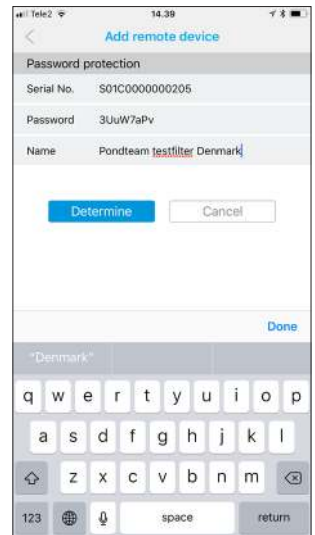 Tele2 14.39
Add remote device
Password protection
Serial No. S01C0000000205
Password 3UuW7aPv
Name Pondteam testfilter Denmark
Determine Cancel
Done
"Denmark"
q w e r t y u i o p
a s d f g h j k l
z x c v b n m
123 space return